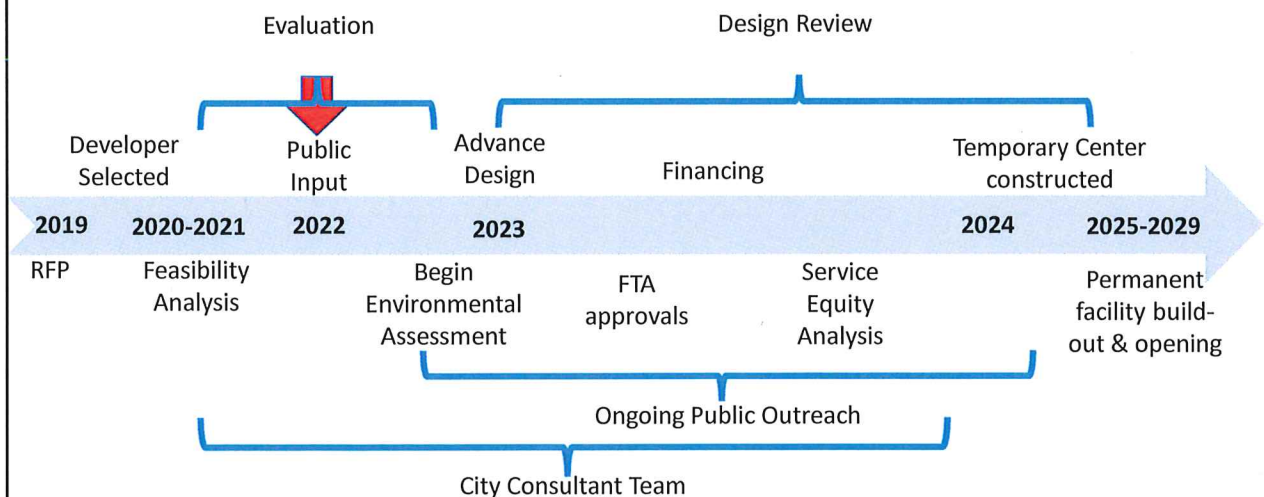 Evaluation
Design Review
Developer
Selected
Public
Input
Advance
Design
Financing
Temporary Center
constructed
2019
2020-2021
2022
2023
2024
2025-2029
RFP
Feasibility
Analysis
Begin
Environmental
Assessment
FTA
approvals
Service
Equity
Analysis
Permanent
facility build-
out & opening
Ongoing Public Outreach
City Consultant Team